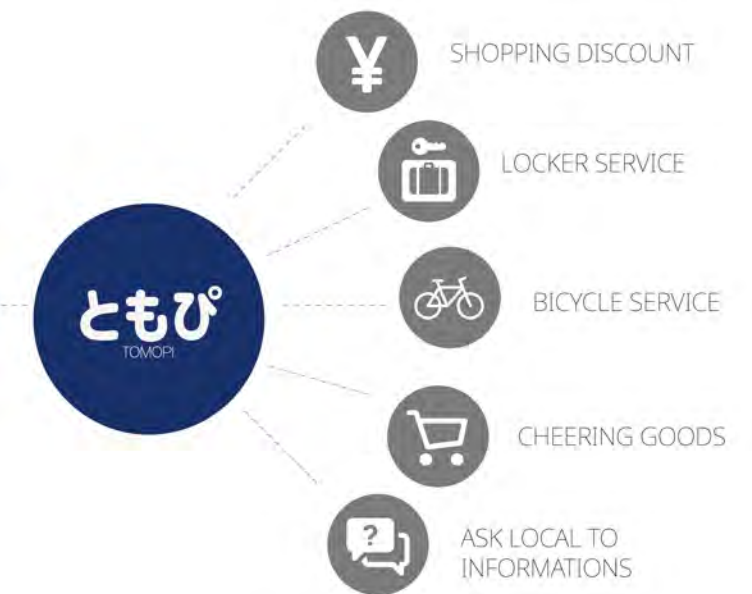 ¥
SHOPPING DISCOUNT
LOCKER SERVICE
ともぴ
TOMOPI
BICYCLE SERVICE
CHEERING GOODS
?
ASK LOCAL TO
INFORMATIONS